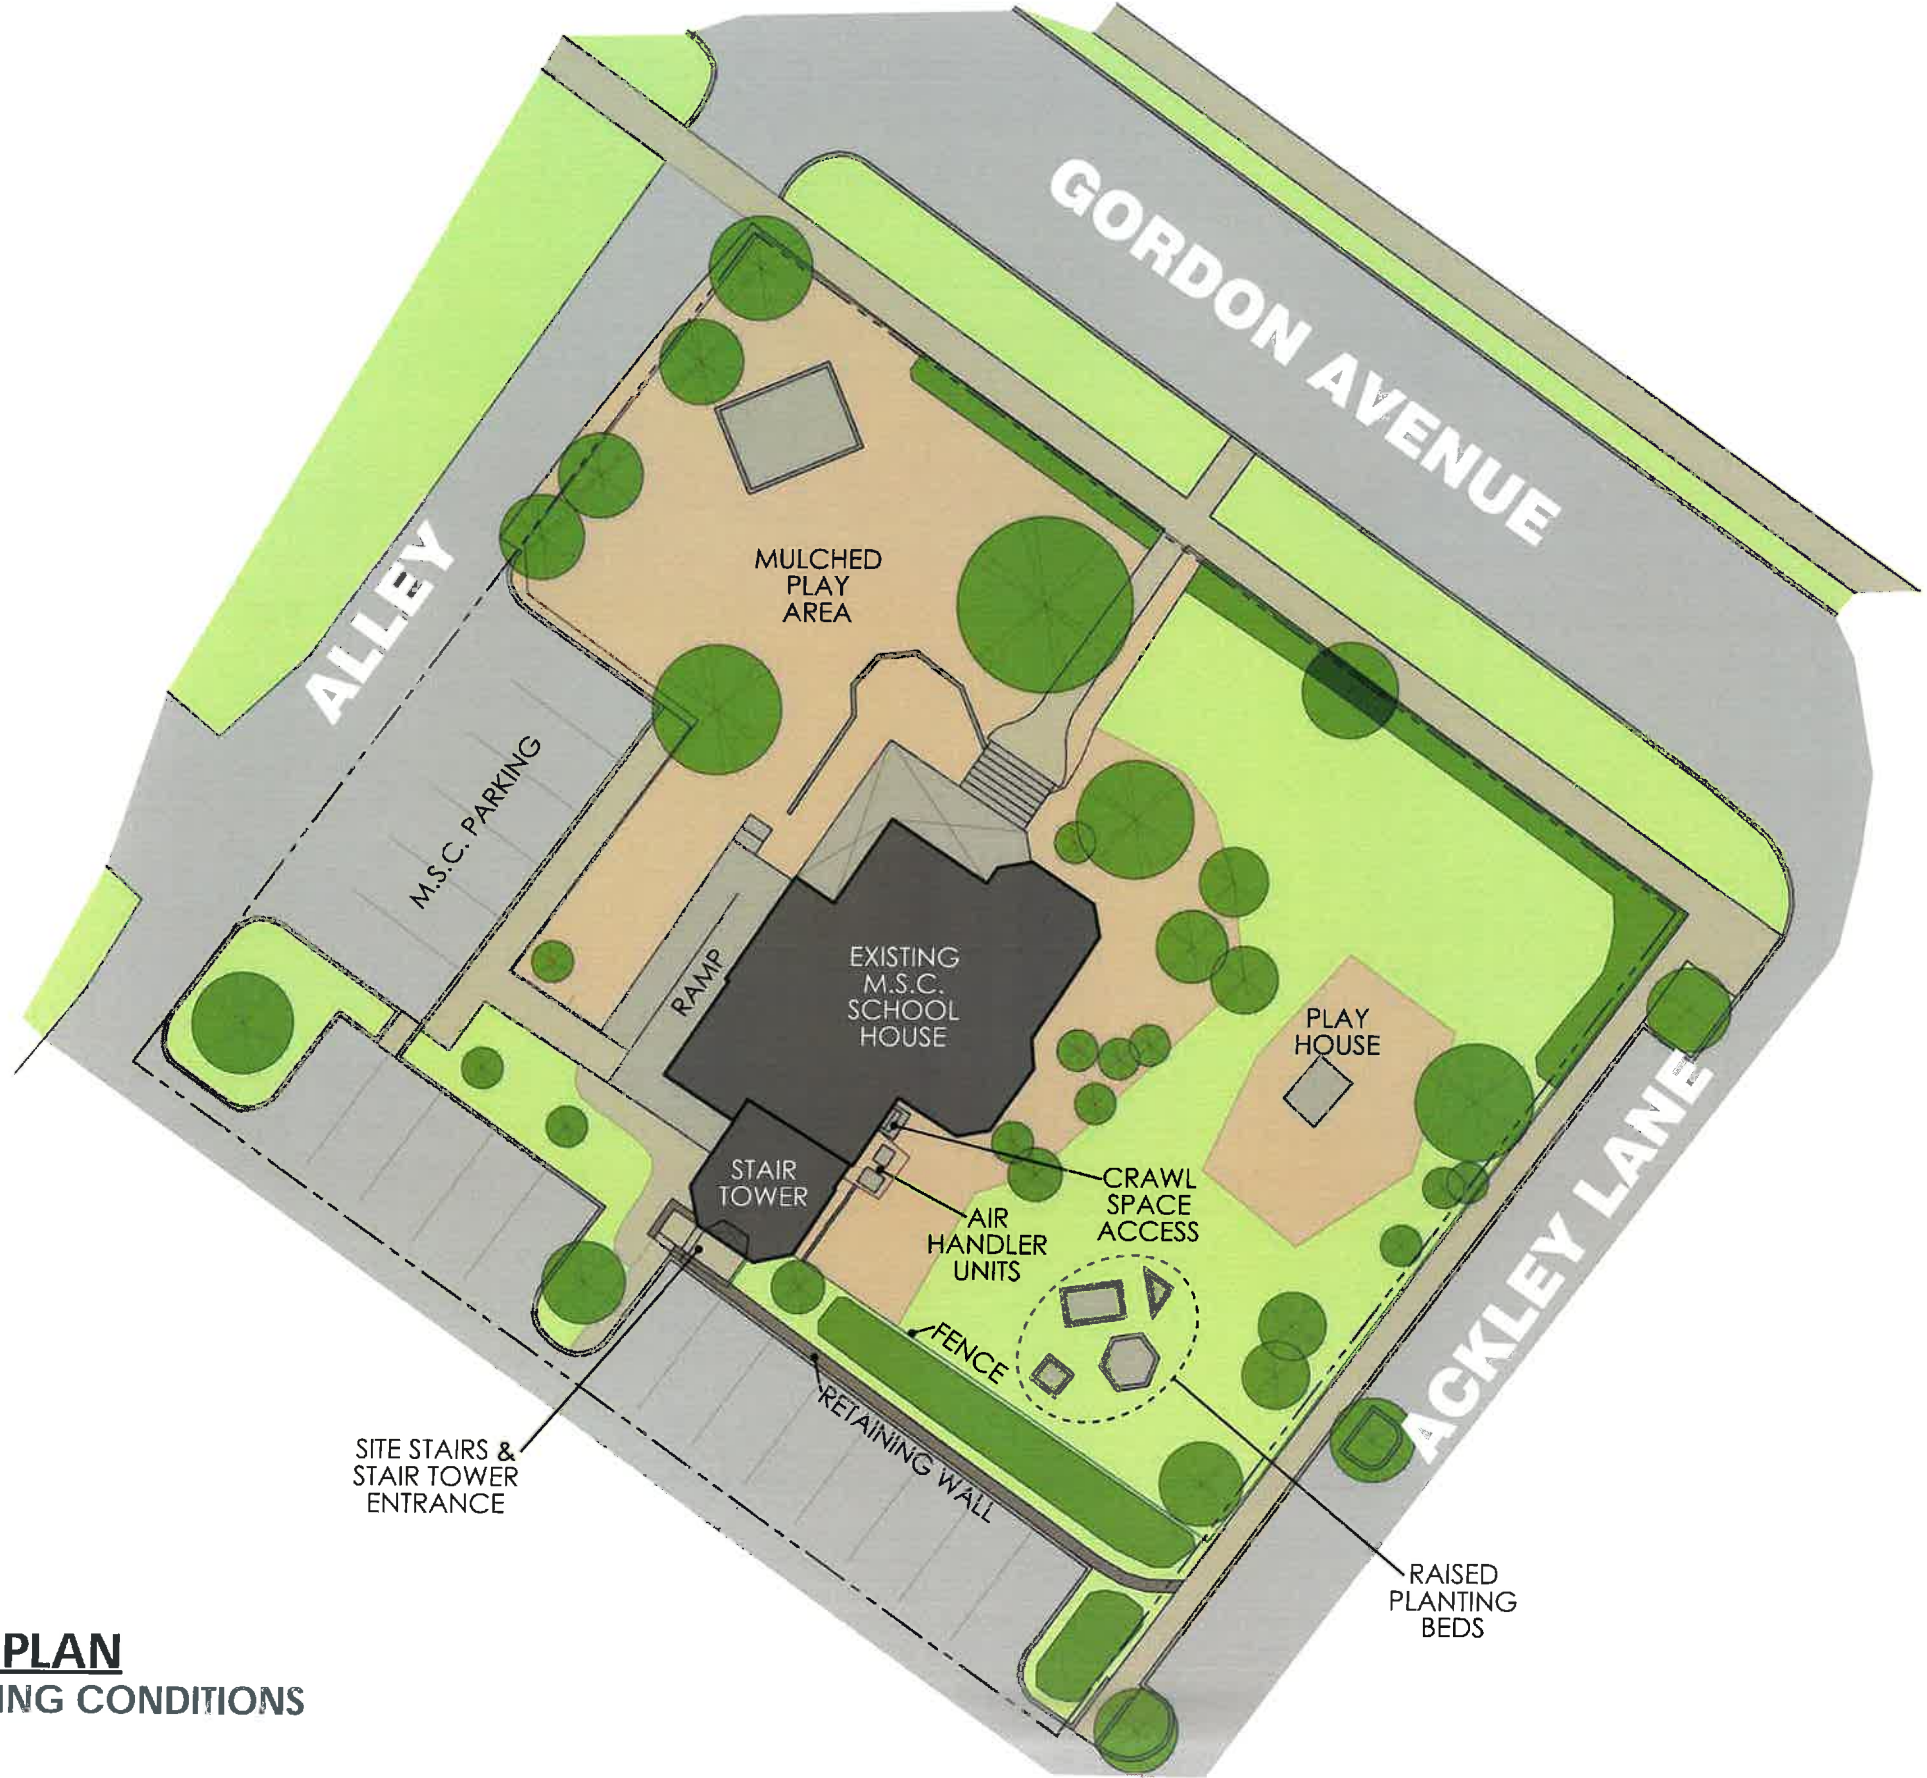 GORDON AVENUE
ALLEY
MULCHED
PLAY
AREA
M.S.C. PARKING
RAMP
EXISTING
M.S.C.
SCHOOL
HOUSE
PLAY
HOUSE
STAIR
TOWER
CRAWL
SPACE
ACCESS
AIR
HANDLER
UNITS
ACKLEY LANE
FENCE
RETAINING WALL
SITE STAIRS &
STAIR TOWER
ENTRANCE
RAISED
PLANTING
BEDS
PLAN
ING CONDITIONS